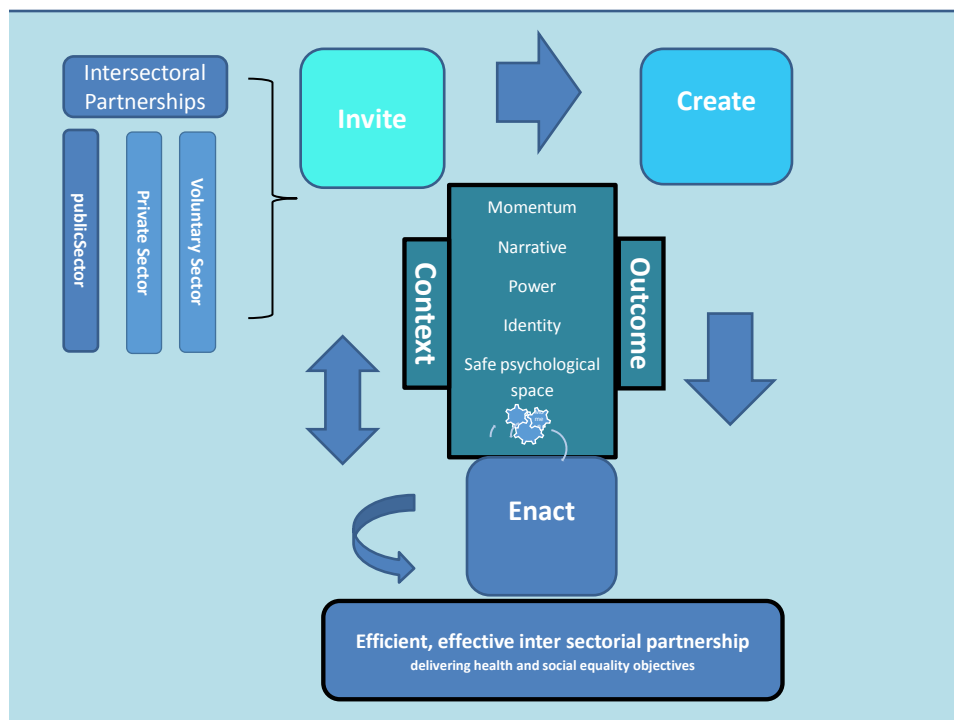 Intersectoral
Partnerships
publicSector
Private Sector
Voluntary Sector
Invite
Create
Context
Momentum
Narrative
Power
Identity
Safe psychological
space
Outcome
Enact
Efficient, effective inter sectorial partnership
delivering health and social equality objectives